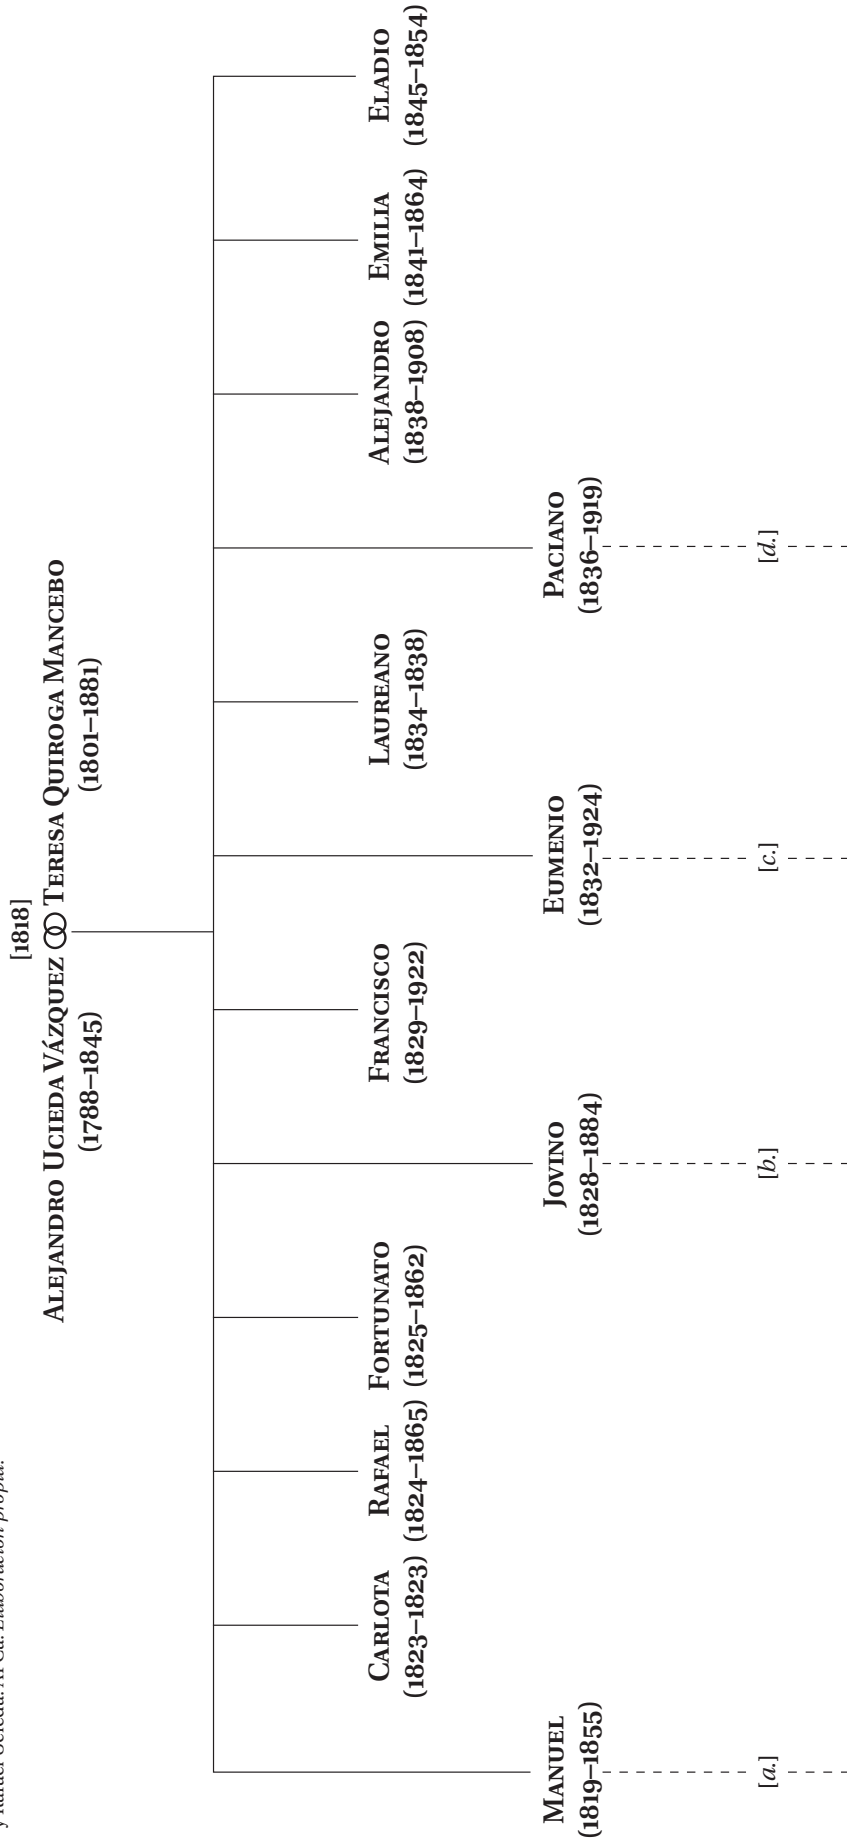 y Rafael Ucieda. Elaboración propia.
[1818]
ALEJANDRO UCIEDA VÁZQUEZ TERESA QUIROGA MANCEBO
(1788–1845) (1801–1881)
CARLOTA RAFAEL FORTUNATO FRANCISCO LAUREANO ALEJANDRO EMILIA ELADIO
(1823–1823) (1824–1865) (1825–1862) (1829–1922) (1834–1838) (1838–1908) (1841–1864) (1845–1854)
MANUEL JOVINO EUMENIO PACIANO
(1819–1855) (1828–1884) (1832–1924) (1836–1919)
[a.] [b.] [c.] [d.]